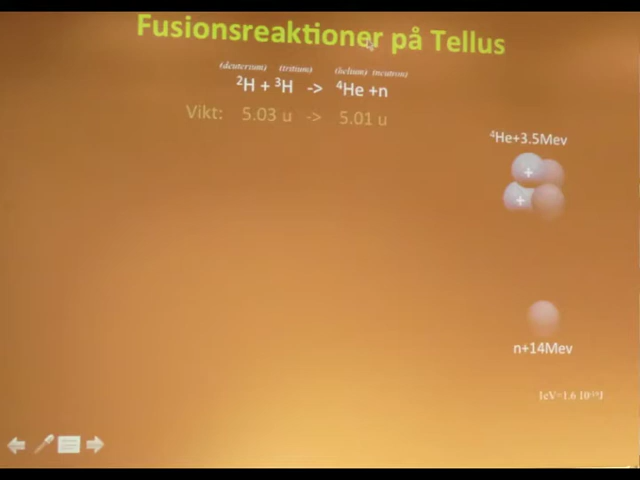 Fusionsreaktioner på Tellus
(deuterium) (tritium) (helium) (neutron)
²H + ³H -> ⁴He +n
Vikt: 5.03 u -> 5.01 u
⁴He+3.5Mev
+
+
n+14Mev
1eV=1.6 10⁻¹⁹J